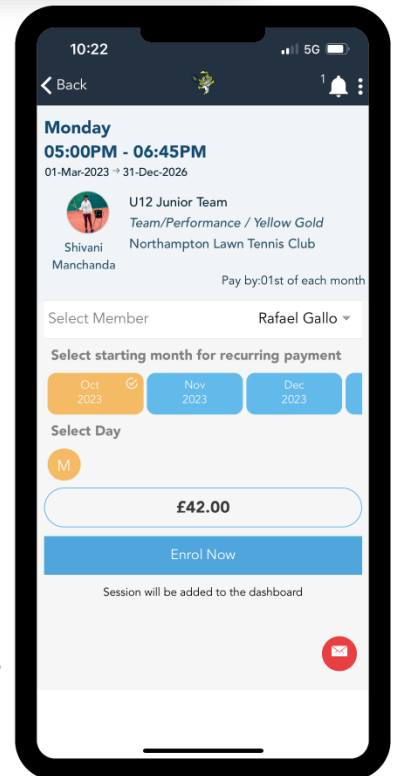 10:22
5G
Back
1
Monday
05:00PM - 06:45PM
01-Mar-2023 → 31-Dec-2026
U12 Junior Team
Team/Performance / Yellow Gold
Northampton Lawn Tennis Club
Shivani
Manchanda
Pay by:01st of each month
Select Member
Rafael Gallo
Select starting month for recurring payment
Oct
2023
Nov
2023
Dec
2023
Select Day
M
£42.00
Enrol Now
Session will be added to the dashboard